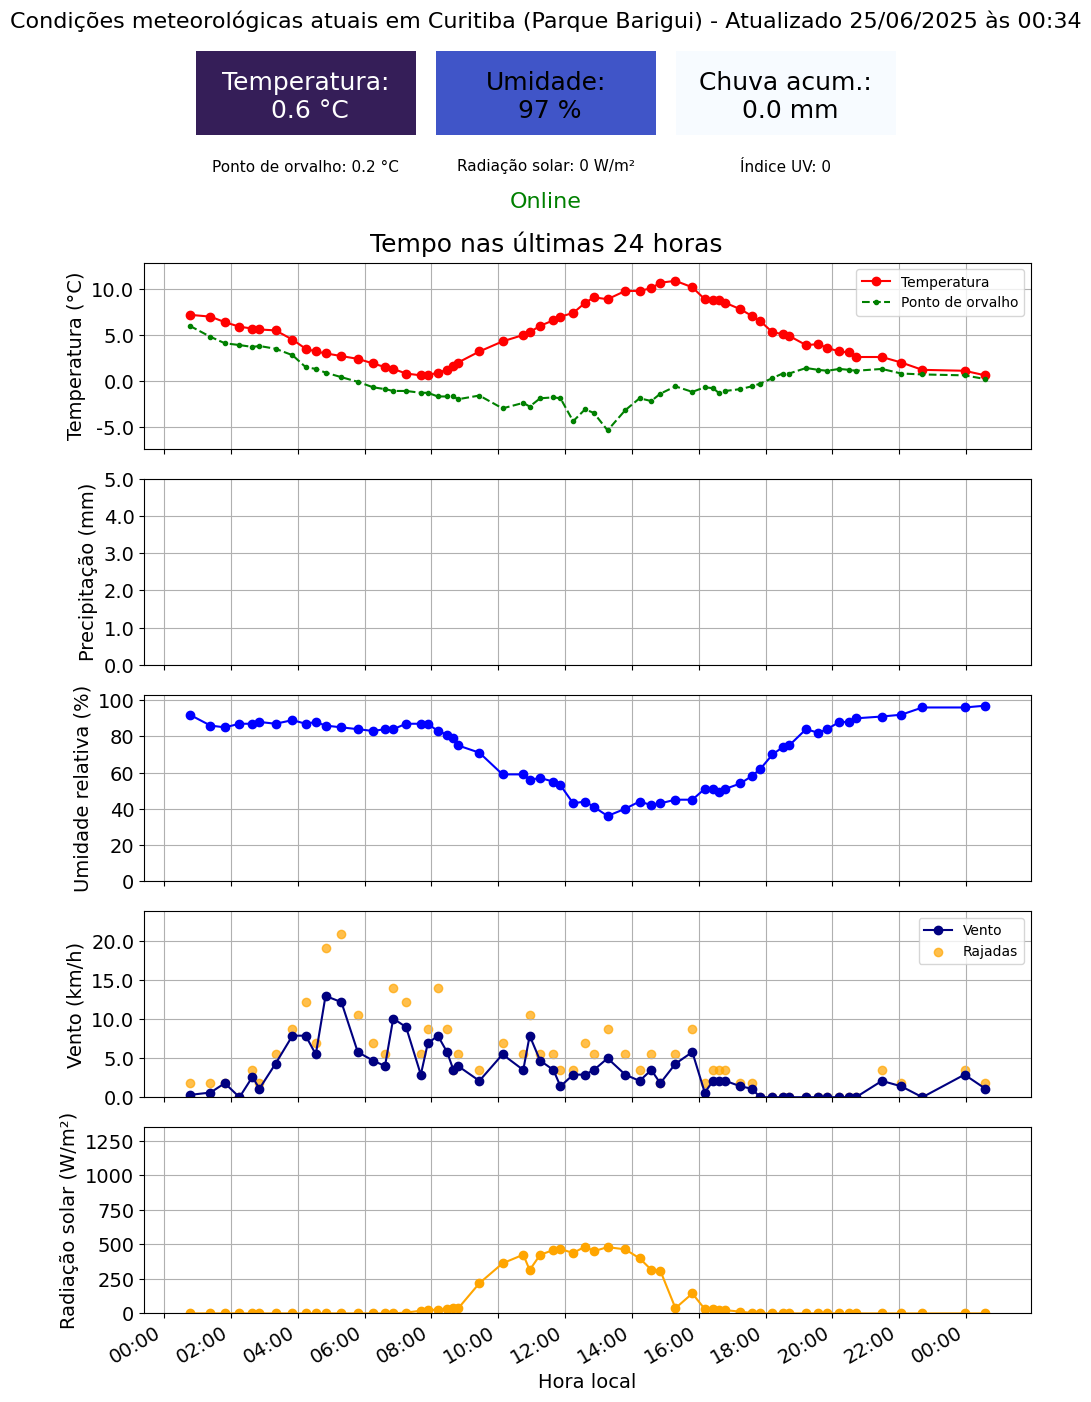 Condições meteorológicas atuais em Curitiba (Parque Barigui) - Atualizado 25/06/2025 às 00:34
Temperatura:
0.6 °C
Umidade:
97 %
Chuva acum.:
0.0 mm
Ponto de orvalho: 0.2 °C
Radiação solar: 0 W/m²
Índice UV: 0
Online
Tempo nas últimas 24 horas
Temperatura (°C)
10.0
5.0
0.0
-5.0
Temperatura
Ponto de orvalho
Precipitação (mm)
5.0
4.0
3.0
2.0
1.0
0.0
Umidade relativa (%)
100
80
60
40
20
0
Vento (km/h)
20.0
15.0
10.0
5.0
0.0
Vento
Rajadas
Radiação solar (W/m²)
1250
1000
750
500
250
0
00:00
02:00
04:00
06:00
08:00
10:00
12:00
14:00
16:00
18:00
20:00
22:00
00:00
Hora local